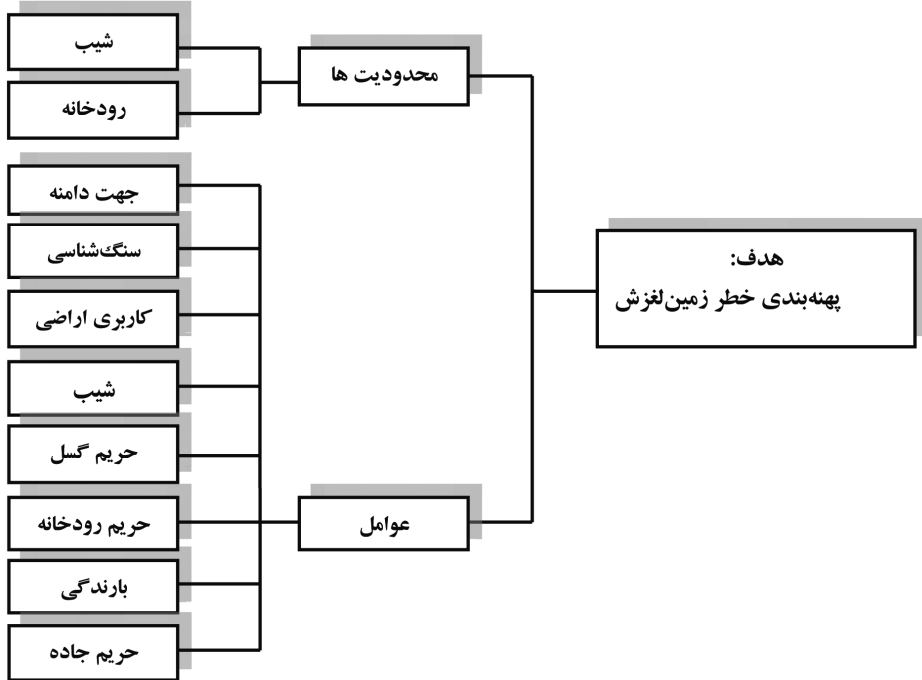 هدف:
پهنه‌بندی خطر زمین‌لغزش
محدودیت ها
شیب
رودخانه
عوامل
جهت دامنه
سنگ‌شناسی
کاربری اراضی
شیب
حریم گسل
حریم رودخانه
بارندگی
حریم جاده